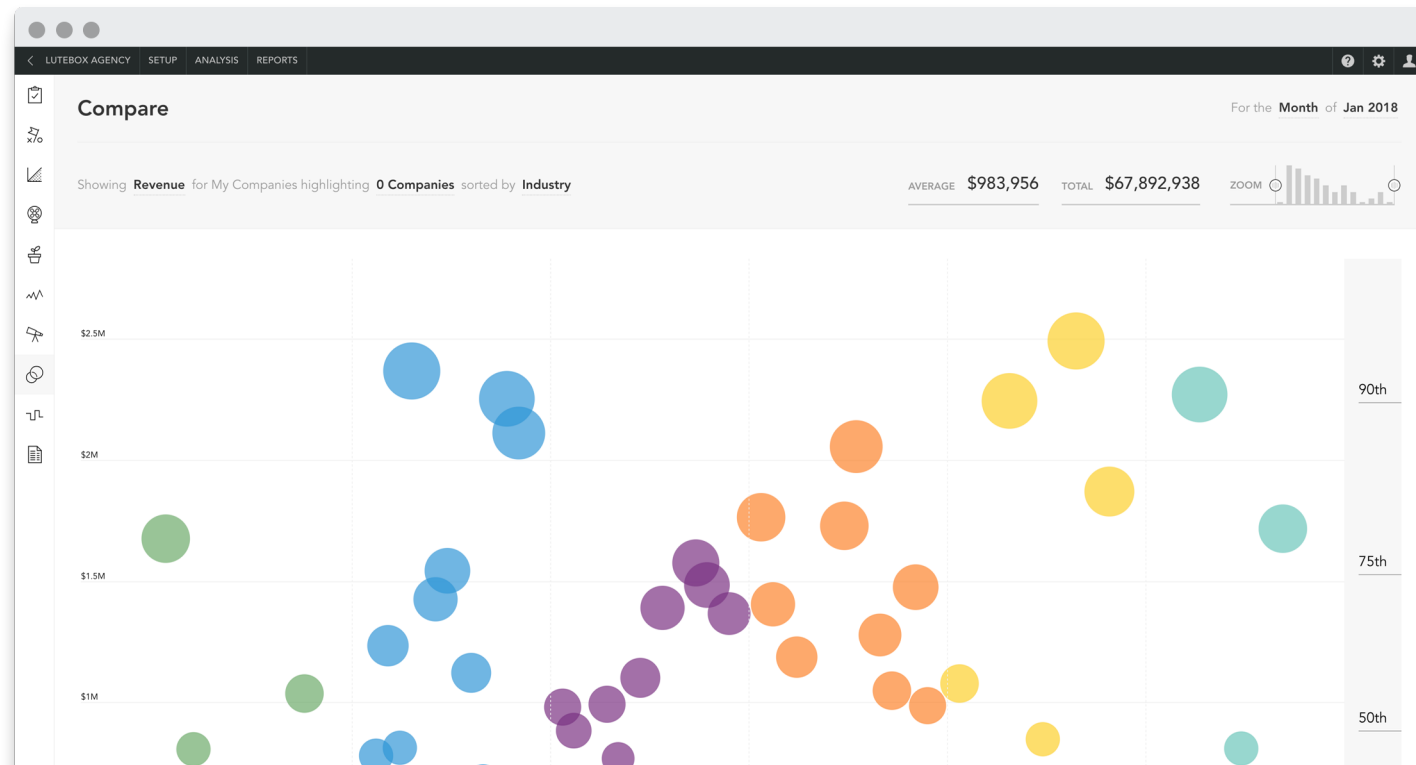 LUTEBOX AGENCY SETUP ANALYSIS REPORTS
Compare
For the Month of Jan 2018
Showing Revenue for My Companies highlighting 0 Companies sorted by Industry
AVERAGE $983,956 TOTAL $67,892,938 ZOOM
$2.5M
90th
$2M
75th
$1.5M
$1M
50th